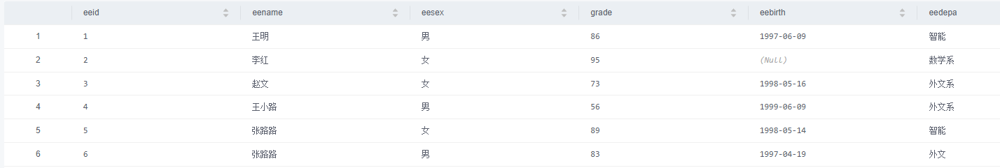 eeid eename eesex grade eebirth eedepa
1 1 王明 男 86 1997-06-09 智能
2 2 李红 女 95 (Null) 数学系
3 3 赵文 女 73 1998-05-16 外文系
4 4 王小路 男 56 1999-06-09 外文系
5 5 张路路 女 89 1998-05-14 智能
6 6 张路路 男 83 1997-04-19 外文